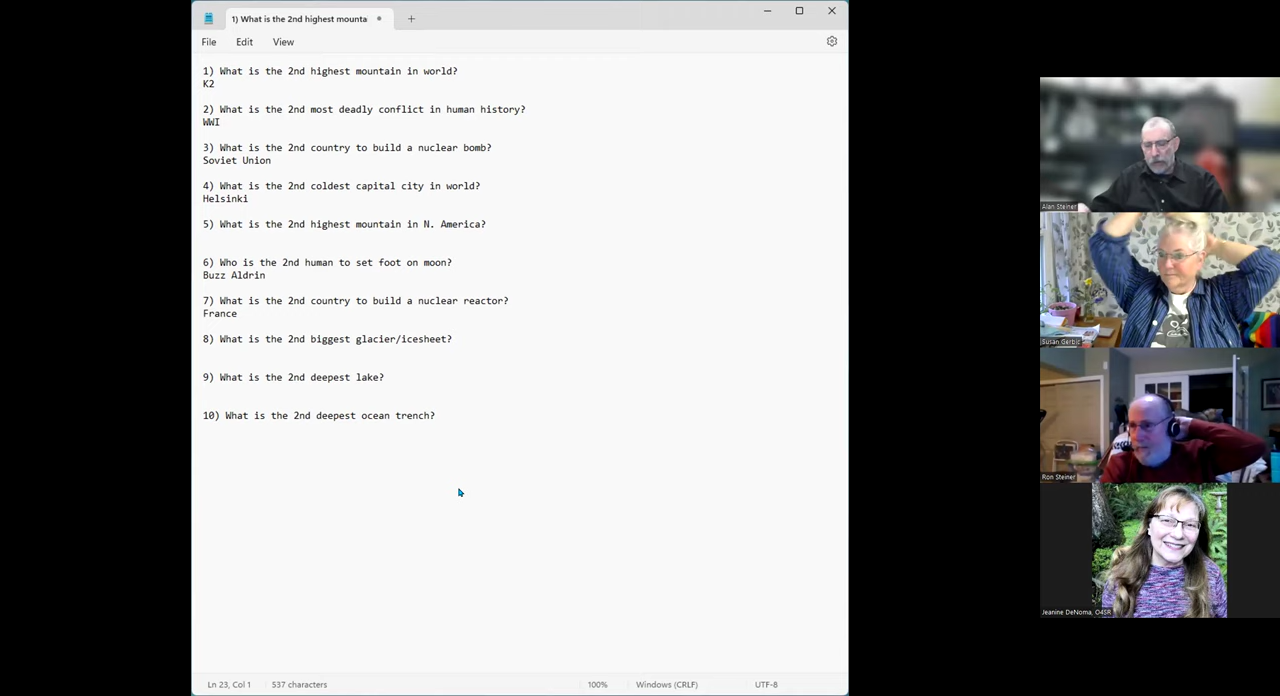 1) What is the 2nd highest mounta
File
Edit
View
1) What is the 2nd highest mountain in world?
K2
2) What is the 2nd most deadly conflict in human history?
WWI
3) What is the 2nd country to build a nuclear bomb?
Soviet Union
4) What is the 2nd coldest capital city in world?
Helsinki
5) What is the 2nd highest mountain in N. America?
6) Who is the 2nd human to set foot on moon?
Buzz Aldrin
7) What is the 2nd country to build a nuclear reactor?
France
8) What is the 2nd biggest glacier/icesheet?
9) What is the 2nd deepest lake?
10) What is the 2nd deepest ocean trench?
Ln 23, Col 1
537 characters
100%
Windows (CRLF)
UTF-8
Alan Steiner
Susan Gerbic
Ron Steiner
Jeanine DeNoma, O4SR